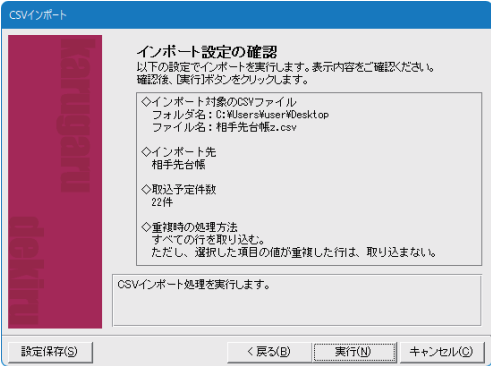 CSVインポート
karugaru
dekiru
インポート設定の確認
以下の設定でインポートを実行します。表示内容をご確認ください。
確認後、[実行]ボタンをクリックします。
◇インポート対象のCSVファイル
フォルダ名：C:¥Users¥user¥Desktop
ファイル名：相手先台帳z.csv
◇インポート先
相手先台帳
◇取込予定件数
22件
◇重複時の処理方法
すべての行を取り込む。
ただし、選択した項目の値が重複した行は、取り込まない。
CSVインポート処理を実行します。
設定保存(S)
< 戻る(B)
実行(N)
キャンセル(C)